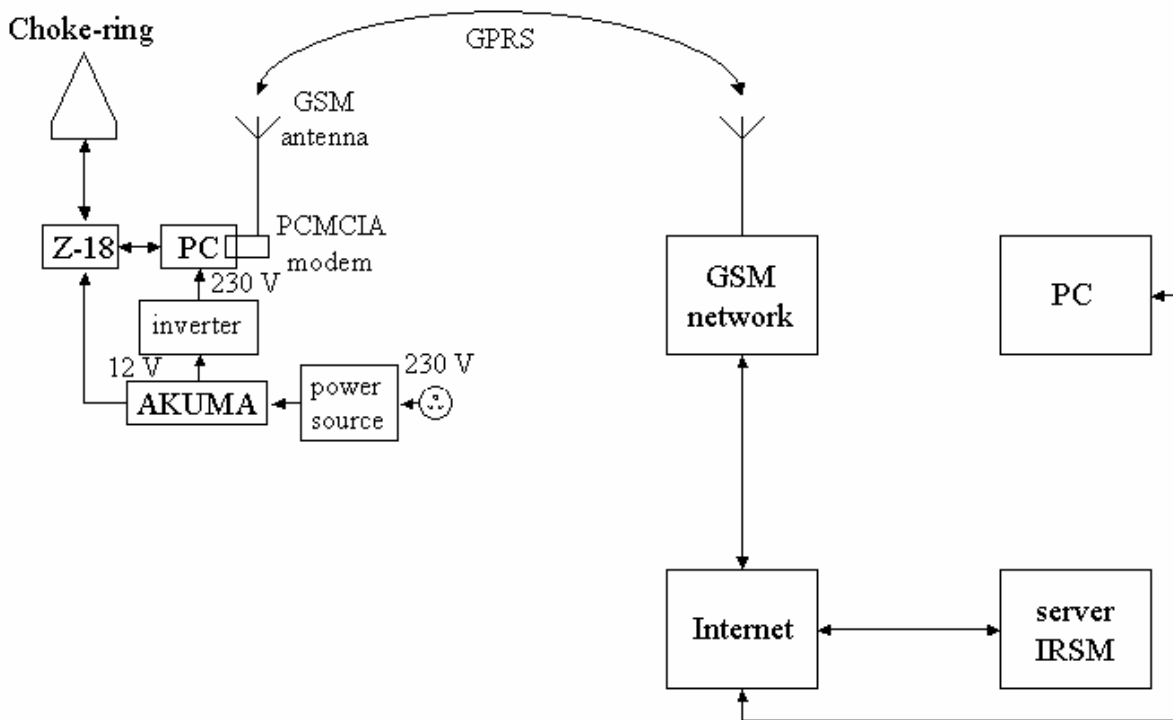 Choke-ring
GPRS
GSM
antenna
Z-18
PC
PCMCIA
modem
230 V
inverter
12 V
AKUMA
power
source
230 V
GSM
network
PC
Internet
server
IRSM